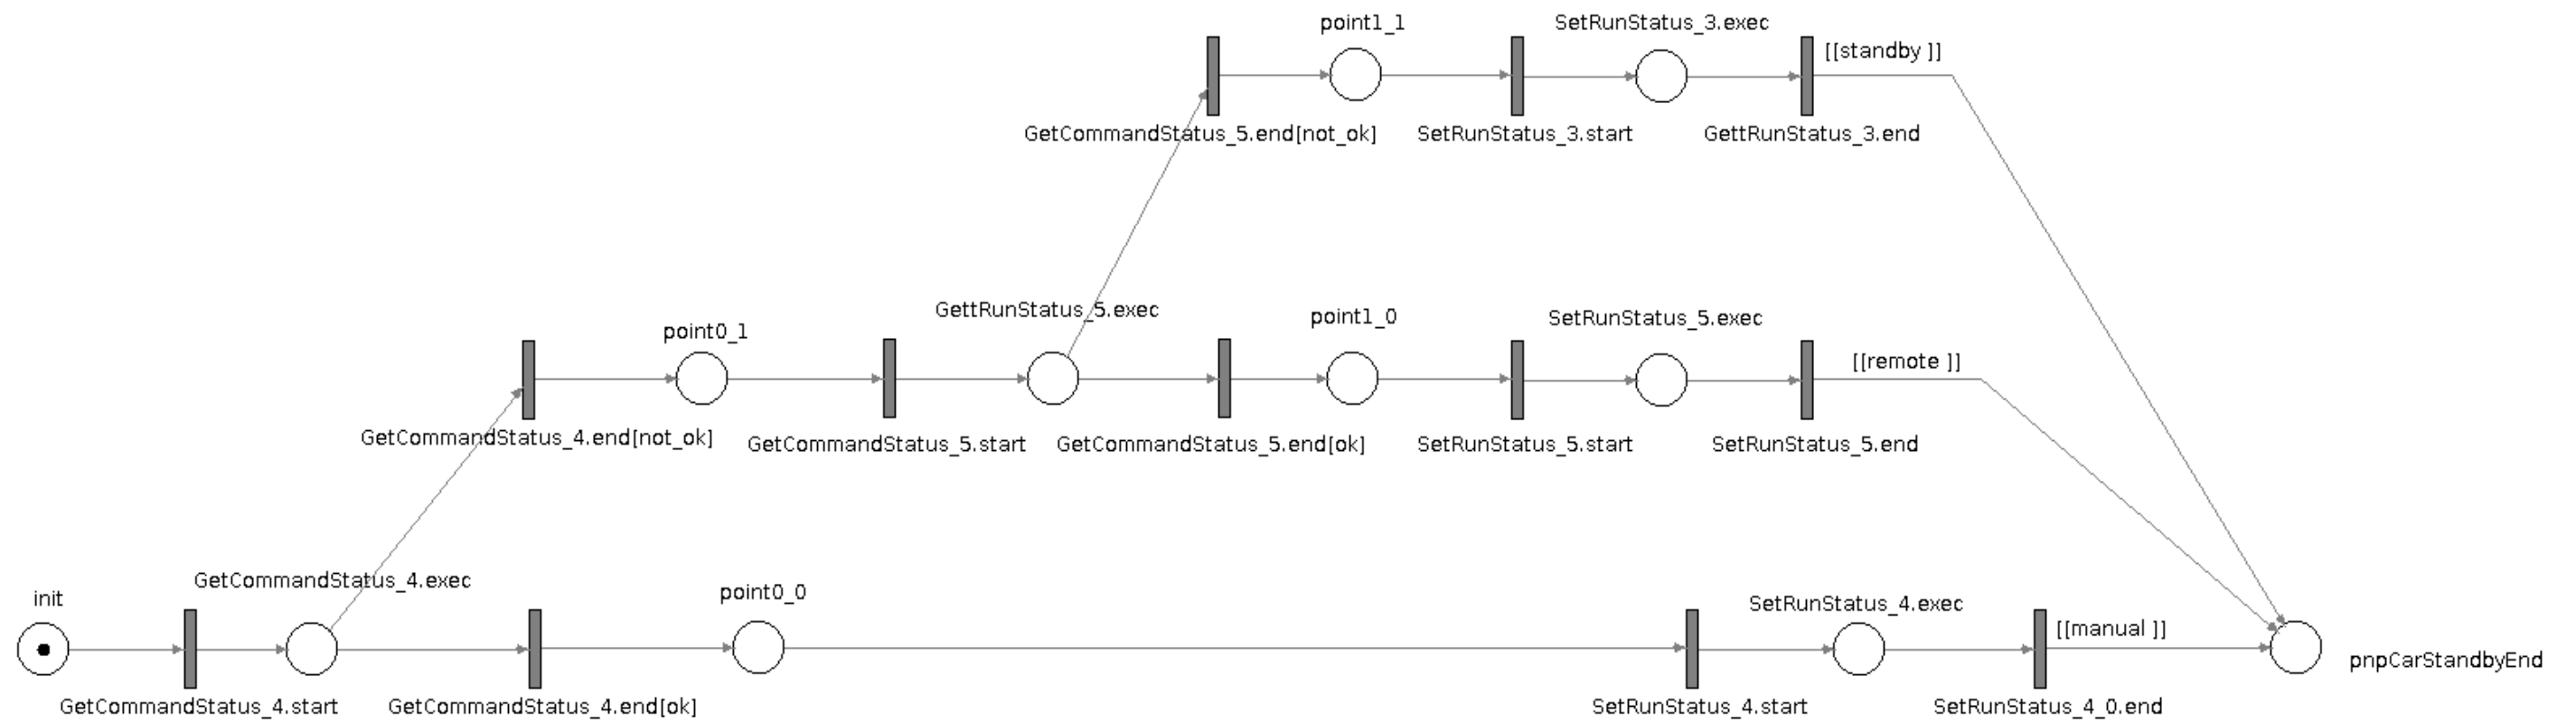 point1_1
SetRunStatus_3.exec
[[standby ]]
GetCommandStatus_5.end[not_ok]
SetRunStatus_3.start
GettRunStatus_3.end
GettRunStatus_5.exec
point1_0
SetRunStatus_5.exec
point0_1
[[remote ]]
GetCommandStatus_4.end[not_ok]
GetCommandStatus_5.start
GetCommandStatus_5.end[ok]
SetRunStatus_5.start
SetRunStatus_5.end
GetCommandStatus_4.exec
init
point0_0
SetRunStatus_4.exec
[[manual ]]
pnpCarStandbyEnd
GetCommandStatus_4.start
GetCommandStatus_4.end[ok]
SetRunStatus_4.start
SetRunStatus_4_0.end